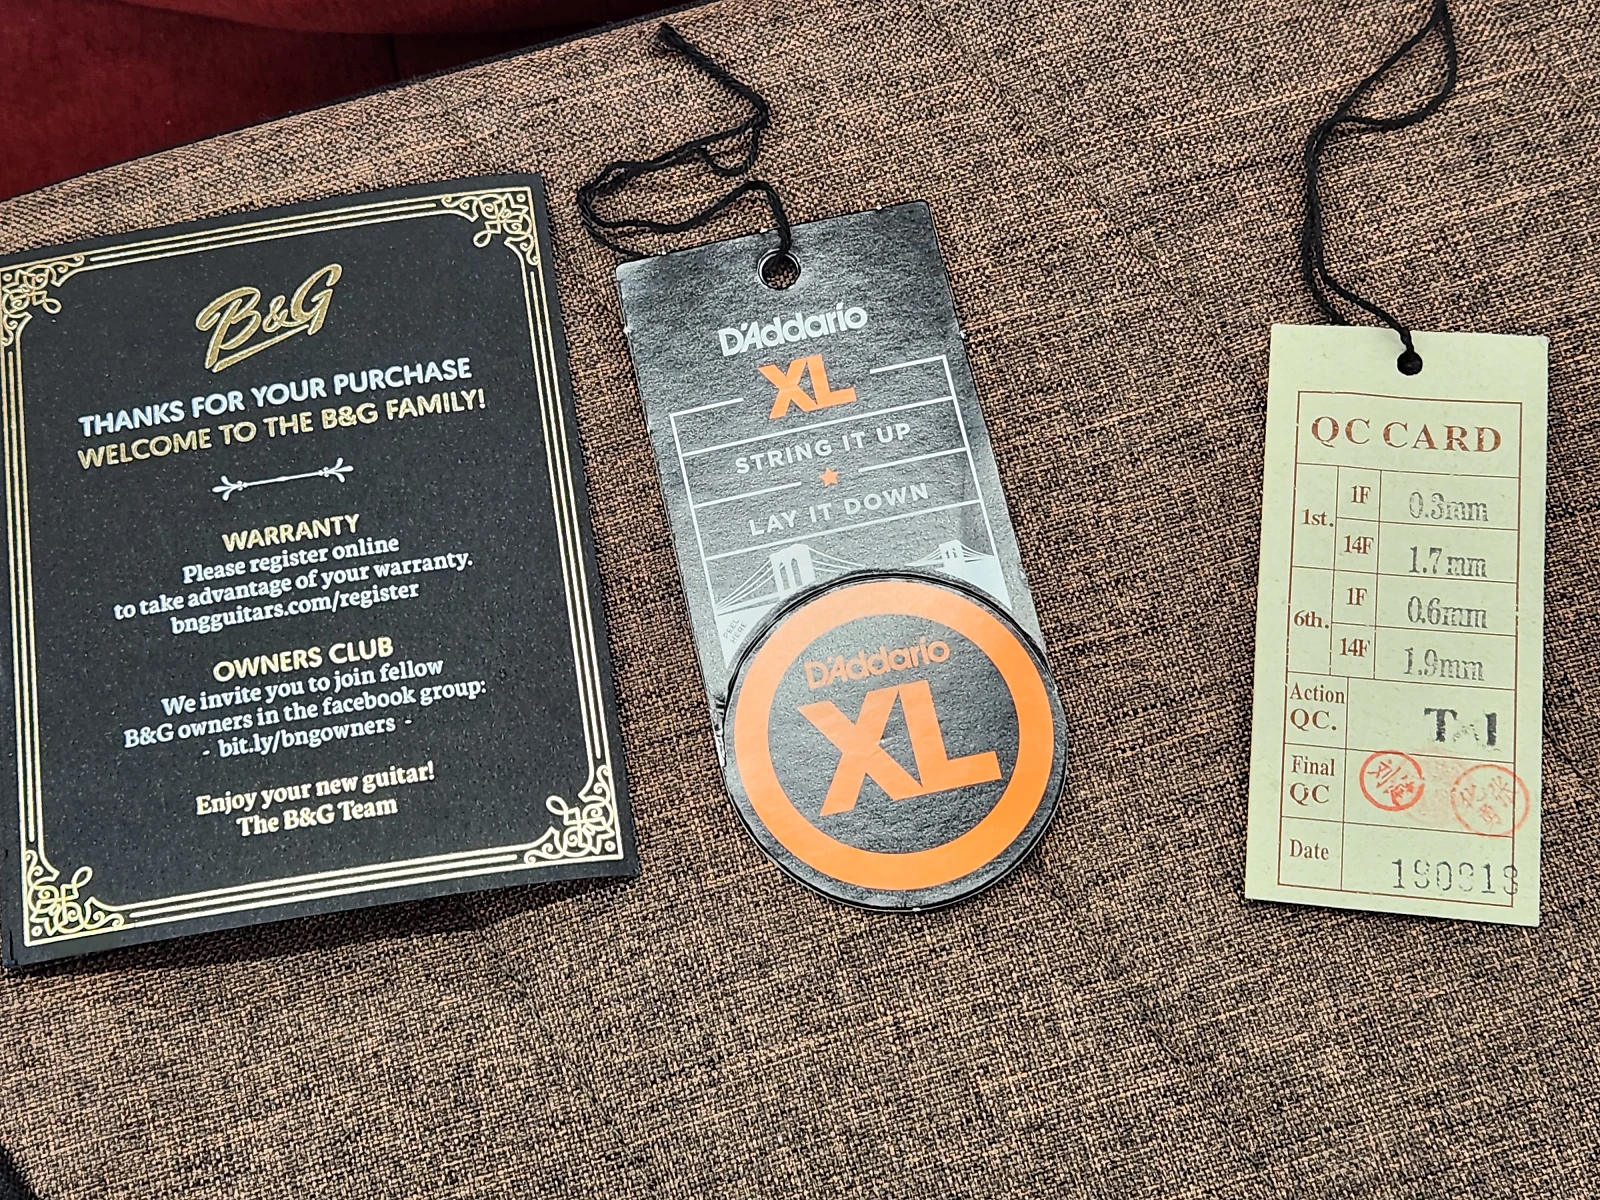 B&G
THANKS FOR YOUR PURCHASE
WELCOME TO THE B&G FAMILY!
WARRANTY
Please register online
to take advantage of your warranty.
bngguitars.com/register
OWNERS CLUB
We invite you to join fellow
B&G owners in the facebook group:
- bit.ly/bngowners -
Enjoy your new guitar!
The B&G Team
D'Addario
XL
STRING IT UP
LAY IT DOWN
PEEL
HERE
D'Addario
XL
QC CARD
1st. 1F 0.3mm
14F 1.7mm
6th. 1F 0.6mm
14F 1.9mm
Action
QC.
Final
QC
Date